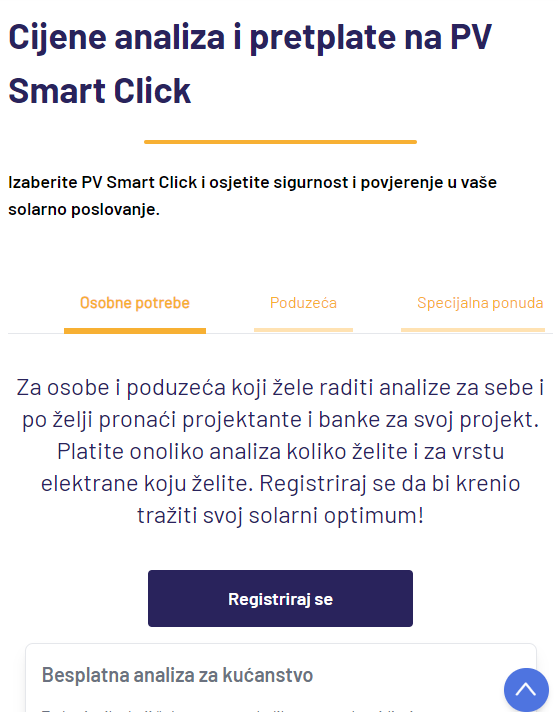 Cijene analiza i pretplate na PV
Smart Click
Izaberite PV Smart Click i osjetite sigurnost i povjerenje u vaše
solarno poslovanje.
Osobne potrebe Poduzeća Specijalna ponuda
Za osobe i poduzeća koji žele raditi analize za sebe i
po želji pronaći projektante i banke za svoj projekt.
Platite onoliko analiza koliko želite i za vrstu
elektrane koju želite. Registriraj se da bi krenio
tražiti svoj solarni optimum!
Registriraj se
Besplatna analiza za kućanstvo